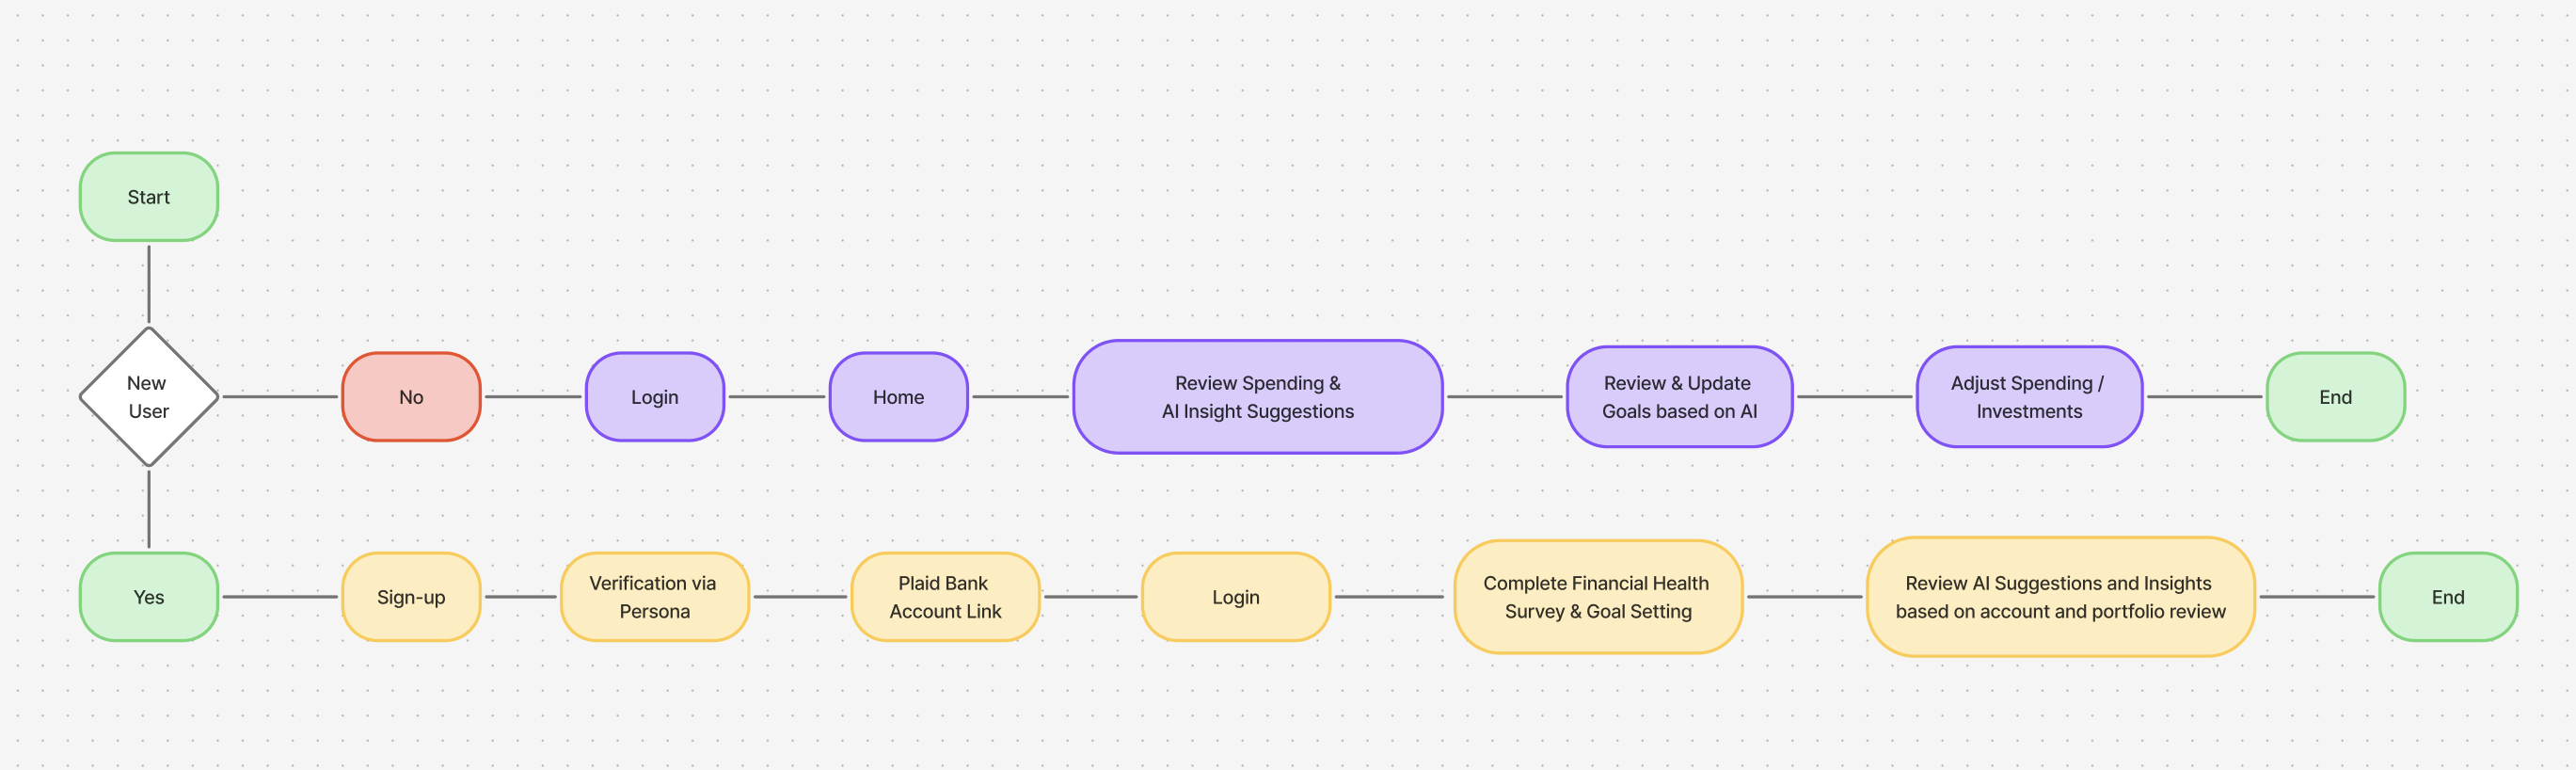 Start
New
User
No
Login
Home
Review Spending &
AI Insight Suggestions
Review & Update
Goals based on AI
Adjust Spending /
Investments
End
Yes
Sign-up
Verification via
Persona
Plaid Bank
Account Link
Login
Complete Financial Health
Survey & Goal Setting
Review AI Suggestions and Insights
based on account and portfolio review
End